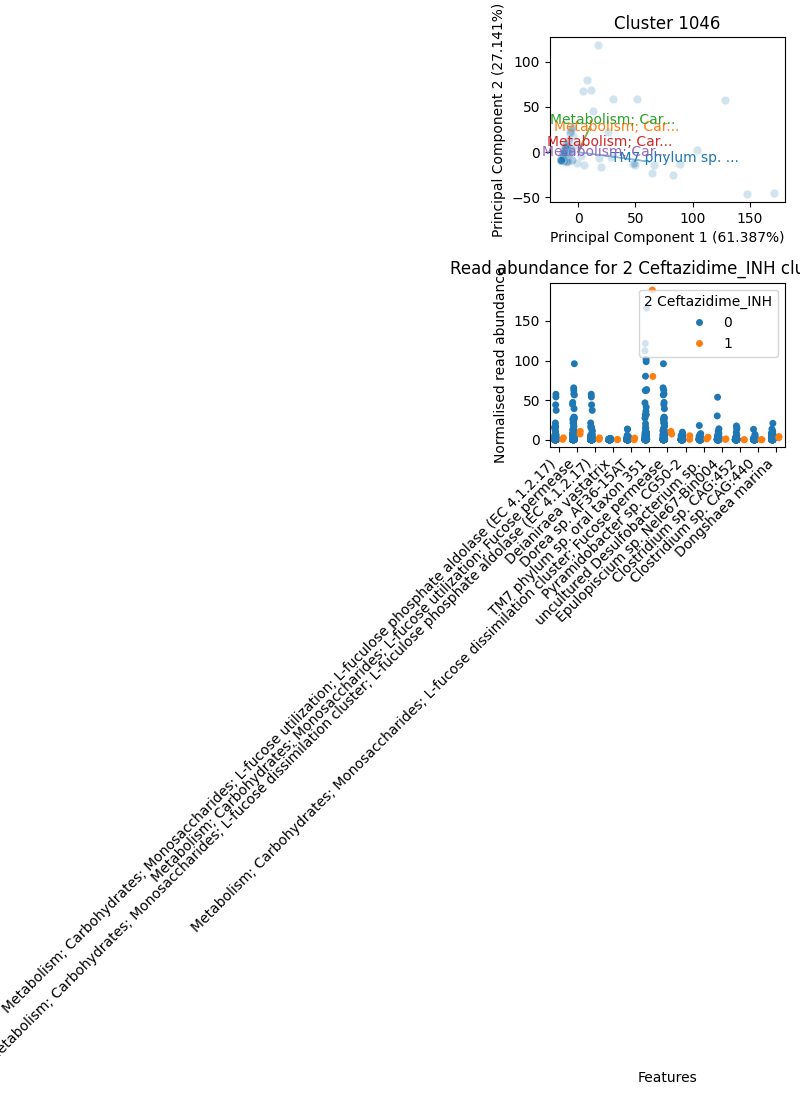 Cluster 1046
Principal Component 2 (27.141%)
100
50
0
−50
Metabolism; Car...
Metabolism; Car...
Metabolism; Car...
Metabolism; Car...
TM7 phylum sp. ...
0
50
100
150
Principal Component 1 (61.387%)
Read abundance for 2 Ceftazidime_INH clu
Normalised read abundance
150
100
50
0
2 Ceftazidime_INH
0
1
Metabolism; Carbohydrates; Monosaccharides; L-fucose utilization; L-fuculose phosphate aldolase (EC 4.1.2.17)
Metabolism; Carbohydrates; Monosaccharides; L-fucose utilization; Fucose permease
etabolism; Carbohydrates; Monosaccharides; L-fucose dissimilation cluster; L-fuculose phosphate aldolase (EC 4.1.2.17)
Deianiraea vastatrix
Dorea sp. AF36-15AT
TM7 phylum sp. oral taxon 351
Metabolism; Carbohydrates; Monosaccharides; L-fucose dissimilation cluster; Fucose permease
Pyramidobacter sp. CG50-2
uncultured Desulfobacterium sp.
Epulopiscium sp. Nele67-Bin004
Clostridium sp. CAG:452
Clostridium sp. CAG:440
Dongshaea marina
Features